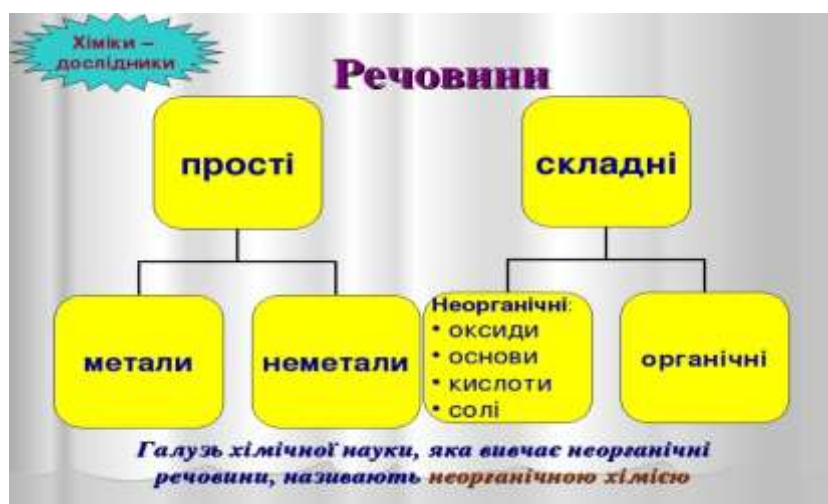 Хіміки –
дослідники
Речовини
прості
складні
метали
неметали
Неорганічні:
• оксиди
• основи
• кислоти
• солі
органічні
Галузь хімічної науки, яка вивчає неорганічні
речовини, називають неорганічною хімією